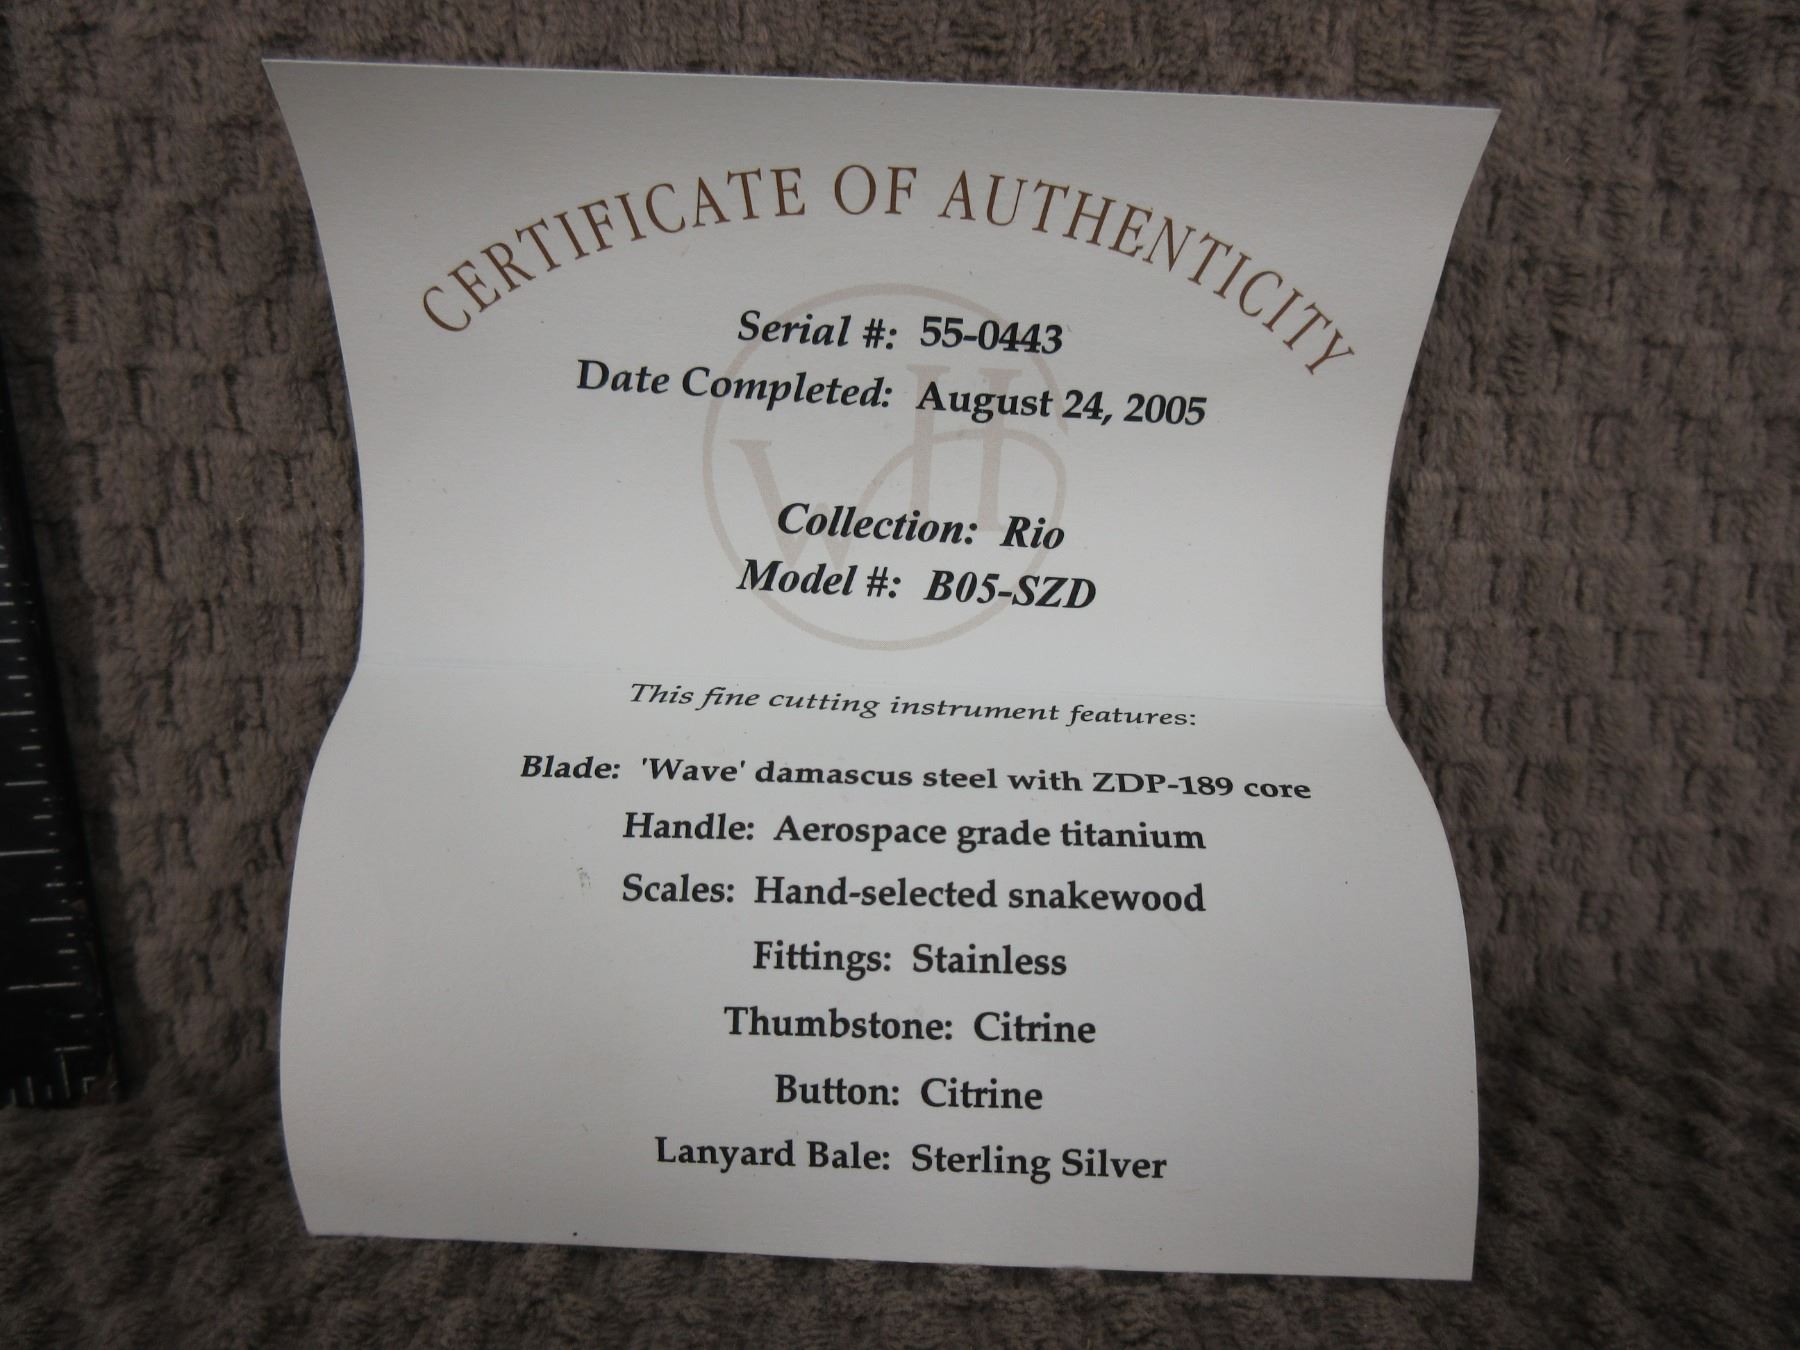 CERTIFICATE OF AUTHENTICITY
Serial #: 55-0443
Date Completed: August 24, 2005
WH
Collection: Rio
Model #: B05-SZD
This fine cutting instrument features:
Blade: 'Wave' damascus steel with ZDP-189 core
Handle: Aerospace grade titanium
Scales: Hand-selected snakewood
Fittings: Stainless
Thumbstone: Citrine
Button: Citrine
Lanyard Bale: Sterling Silver